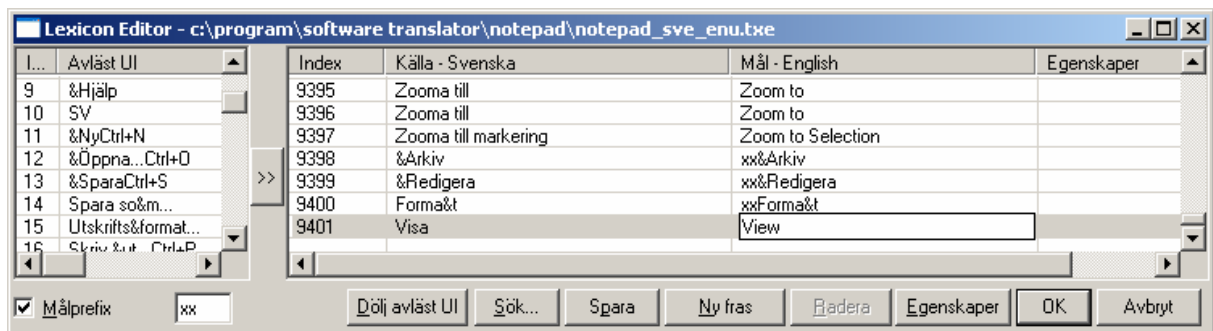 Lexicon Editor - c:\program\software translator\notepad\notepad_sve_enu.txe
I... Avläst UI
9 &Hjälp
10 SV
11 &NyCtrl+N
12 &Öppna...Ctrl+O
13 &SparaCtrl+S
14 Spara so&m...
15 Utskrifts&format...
16 Skriv &ut...Ctrl+P
>>
Index Källa - Svenska Mål - English Egenskaper
9395 Zooma till Zoom to
9396 Zooma till Zoom to
9397 Zooma till markering Zoom to Selection
9398 &Arkiv xx&Arkiv
9399 &Redigera xx&Redigera
9400 Forma&t xxForma&t
9401 Visa View
Målprefix xx Dölj avläst UI Sök... Spara Ny fras Radera Egenskaper OK Avbryt